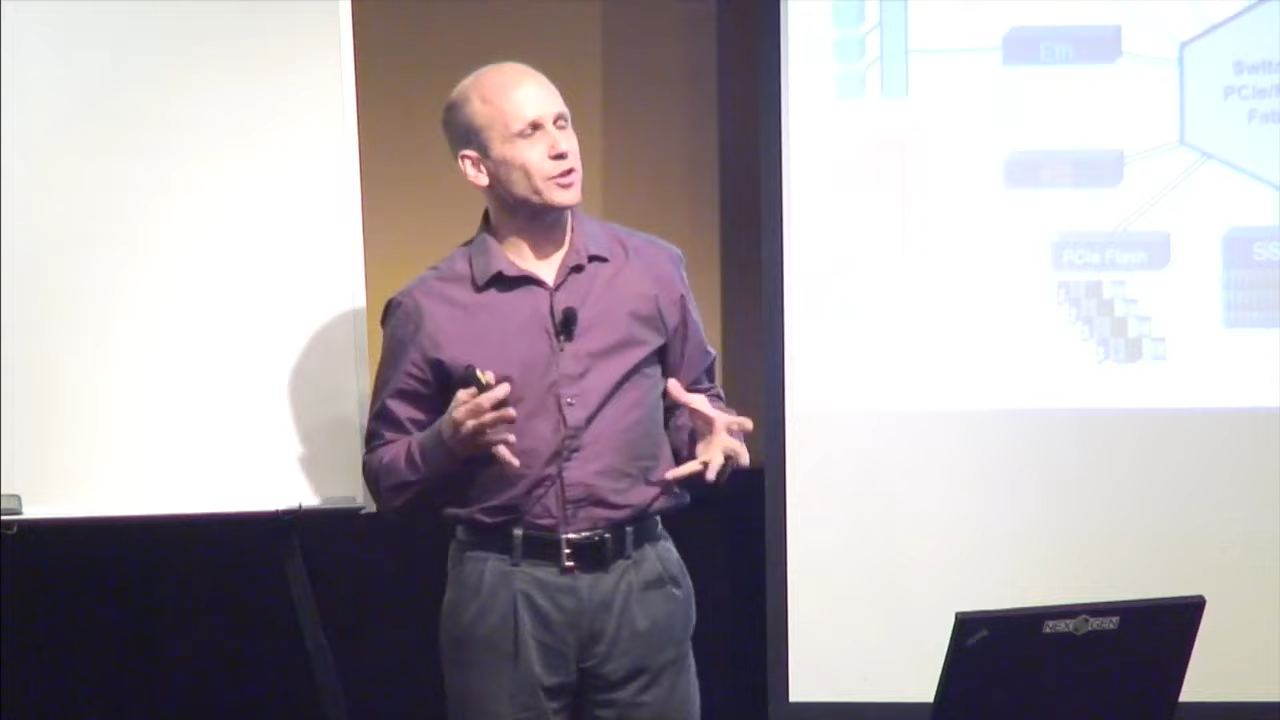 Eth
Switc
PCIe/
Fab
PCIe Flash
SS
NEXGEN